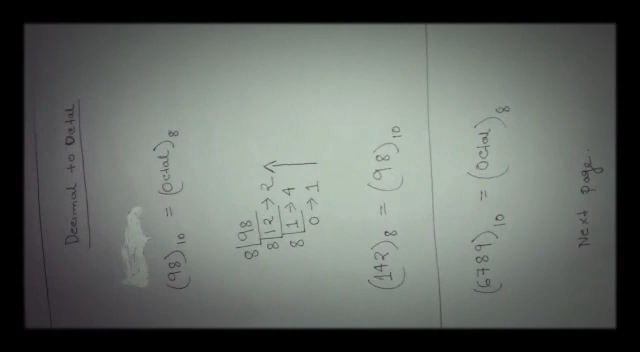 Decimal to Octal
(98)10 = (Octal)8
8|98
8|12→2
8|1→4
0→1
(142)8 = (98)10
(6789)10 = (Octal)8
Next page.